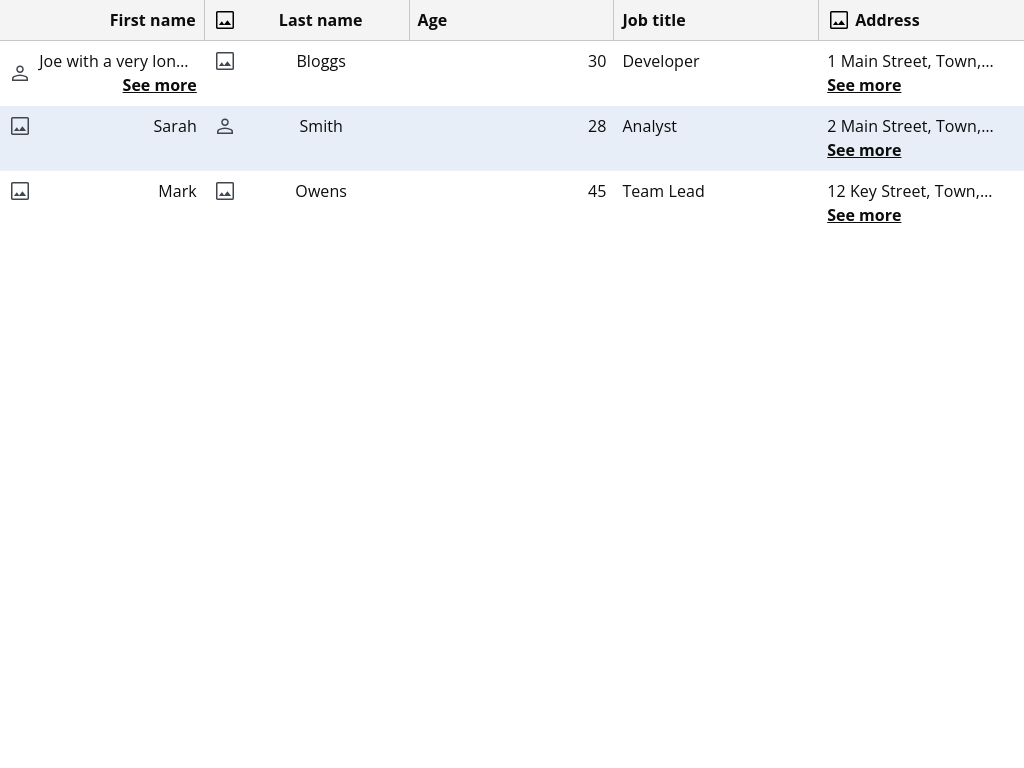 First name Last name Age Job title Address
Joe with a very lon... Bloggs 30 Developer 1 Main Street, Town,...
See more See more
Sarah Smith 28 Analyst 2 Main Street, Town,...
See more
Mark Owens 45 Team Lead 12 Key Street, Town,...
See more